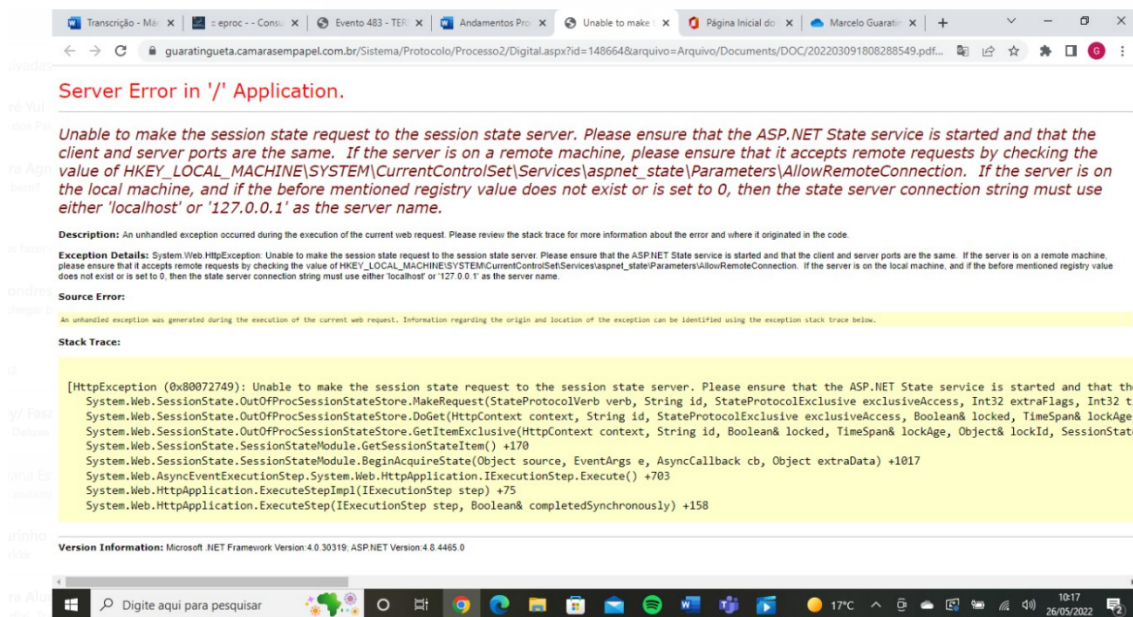 Transcrição - Már
:: eproc - - Consu
Evento 483 - TER
Andamentos Pro
Unable to make t
Página Inicial do
Marcelo Guaratin
guaratingueta.camarasempapel.com.br/Sistema/Protocolo/Processo2/Digital.aspx?id=148664&arquivo=Arquivo/Documents/DOC/202203091808288549.pdf...
G
Server Error in '/' Application.
Unable to make the session state request to the session state server. Please ensure that the ASP.NET State service is started and that the
client and server ports are the same.  If the server is on a remote machine, please ensure that it accepts remote requests by checking the
value of HKEY_LOCAL_MACHINE\SYSTEM\CurrentControlSet\Services\aspnet_state\Parameters\AllowRemoteConnection.  If the server is on
the local machine, and if the before mentioned registry value does not exist or is set to 0, then the state server connection string must use
either 'localhost' or '127.0.0.1' as the server name.
Description: An unhandled exception occurred during the execution of the current web request. Please review the stack trace for more information about the error and where it originated in the code.
Exception Details: System.Web.HttpException: Unable to make the session state request to the session state server. Please ensure that the ASP.NET State service is started and that the client and server ports are the same.  If the server is on a remote machine,
please ensure that it accepts remote requests by checking the value of HKEY_LOCAL_MACHINE\SYSTEM\CurrentControlSet\Services\aspnet_state\Parameters\AllowRemoteConnection.  If the server is on the local machine, and if the before mentioned registry value
does not exist or is set to 0, then the state server connection string must use either 'localhost' or '127.0.0.1' as the server name.
Source Error:
An unhandled exception was generated during the execution of the current web request. Information regarding the origin and location of the exception can be identified using the exception stack trace below.
Stack Trace:
[HttpException (0x80072749): Unable to make the session state request to the session state server. Please ensure that the ASP.NET State service is started and that th
System.Web.SessionState.OutOfProcSessionStateStore.MakeRequest(StateProtocolVerb verb, String id, StateProtocolExclusive exclusiveAccess, Int32 extraFlags, Int32 ti
System.Web.SessionState.OutOfProcSessionStateStore.DoGet(HttpContext context, String id, StateProtocolExclusive exclusiveAccess, Boolean& locked, TimeSpan& lockAge
System.Web.SessionState.OutOfProcSessionStateStore.GetItemExclusive(HttpContext context, String id, Boolean& locked, TimeSpan& lockAge, Object& lockId, SessionState
System.Web.SessionState.SessionStateModule.GetSessionStateItem() +170
System.Web.SessionState.SessionStateModule.BeginAcquireState(Object source, EventArgs e, AsyncCallback cb, Object extraData) +1017
System.Web.AsyncEventExecutionStep.System.Web.HttpApplication.IExecutionStep.Execute() +703
System.Web.HttpApplication.ExecuteStepImpl(IExecutionStep step) +75
System.Web.HttpApplication.ExecuteStep(IExecutionStep step, Boolean& completedSynchronously) +158
Version Information: Microsoft .NET Framework Version:4.0.30319; ASP.NET Version:4.8.4465.0
Digite aqui para pesquisar
17°C
10:17
26/05/2022